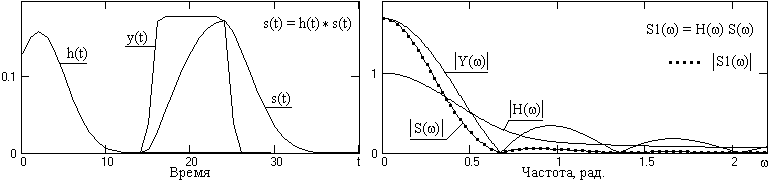 y(t)
s(t) = h(t) ∗ s(t)
h(t)
0.1
s(t)
0
0
10
20
30
t
Время
S1(ω) = H(ω) S(ω)
|Y(ω)|
|S1(ω)|
1
|H(ω)|
|S(ω)|
0
0
0.5
1
1.5
2
ω
Частота, рад.